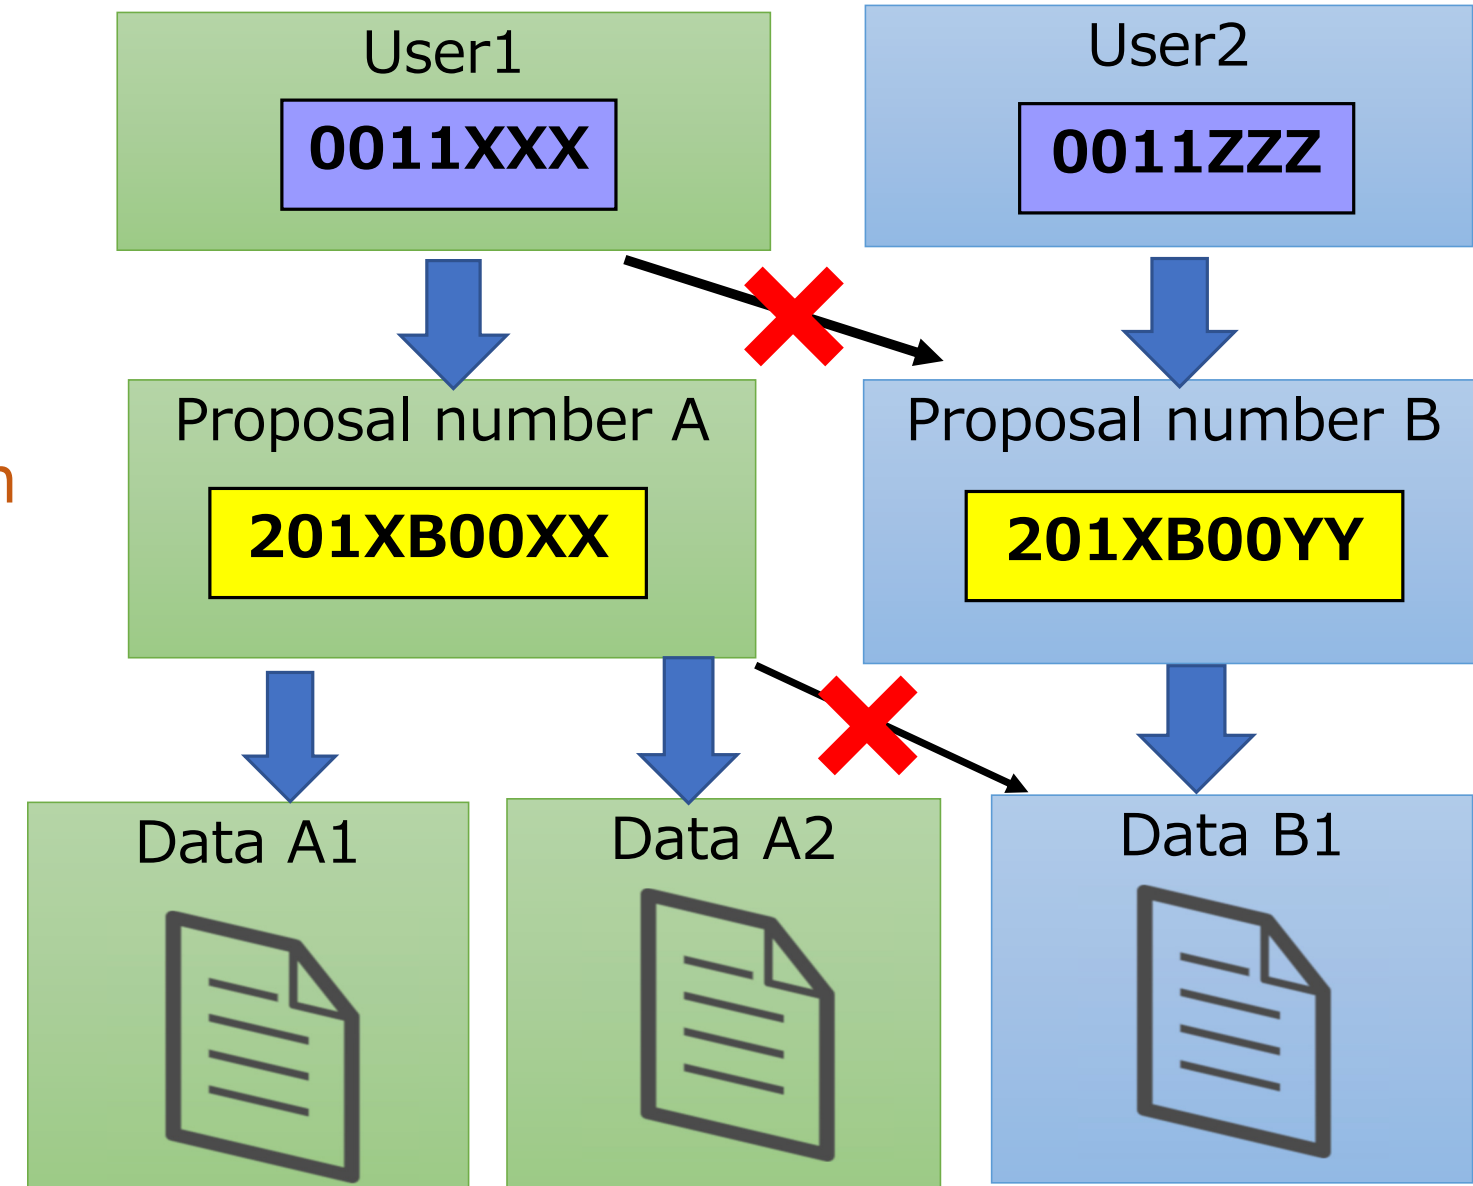 User1
User2
0011XXX
0011ZZZ
Proposal number A
Proposal number B
201XB00XX
201XB00YY
Data A1
Data A2
Data B1